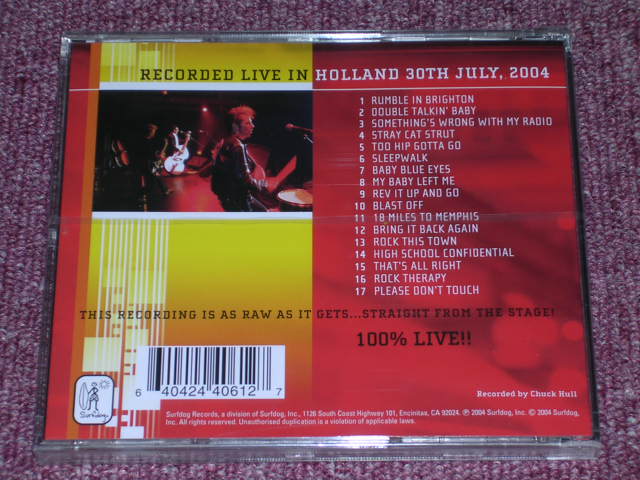 RECORDED LIVE IN HOLLAND 30TH JULY, 2004
1 RUMBLE IN BRIGHTON
2 DOUBLE TALKIN' BABY
3 SOMETHING'S WRONG WITH MY RADIO
4 STRAY CAT STRUT
5 TOO HIP GOTTA GO
6 SLEEPWALK
7 BABY BLUE EYES
8 MY BABY LEFT ME
9 REV IT UP AND GO
10 BLAST OFF
11 18 MILES TO MEMPHIS
12 BRING IT BACK AGAIN
13 ROCK THIS TOWN
14 HIGH SCHOOL CONFIDENTIAL
15 THAT'S ALL RIGHT
16 ROCK THERAPY
17 PLEASE DON'T TOUCH
THIS RECORDING IS AS RAW AS IT GETS...STRAIGHT FROM THE STAGE!
100% LIVE!!
6 40424 40612 7
Recorded by Chuck Hull
Surfdog
Surfdog Records, a division of Surfdog, Inc., 1126 South Coast Highway 101, Encinitas, CA 92024. ℗ 2004 Surfdog, Inc. © 2004 Surfdog,
Inc. All rights reserved. Unauthorised duplication is a violation of applicable laws.